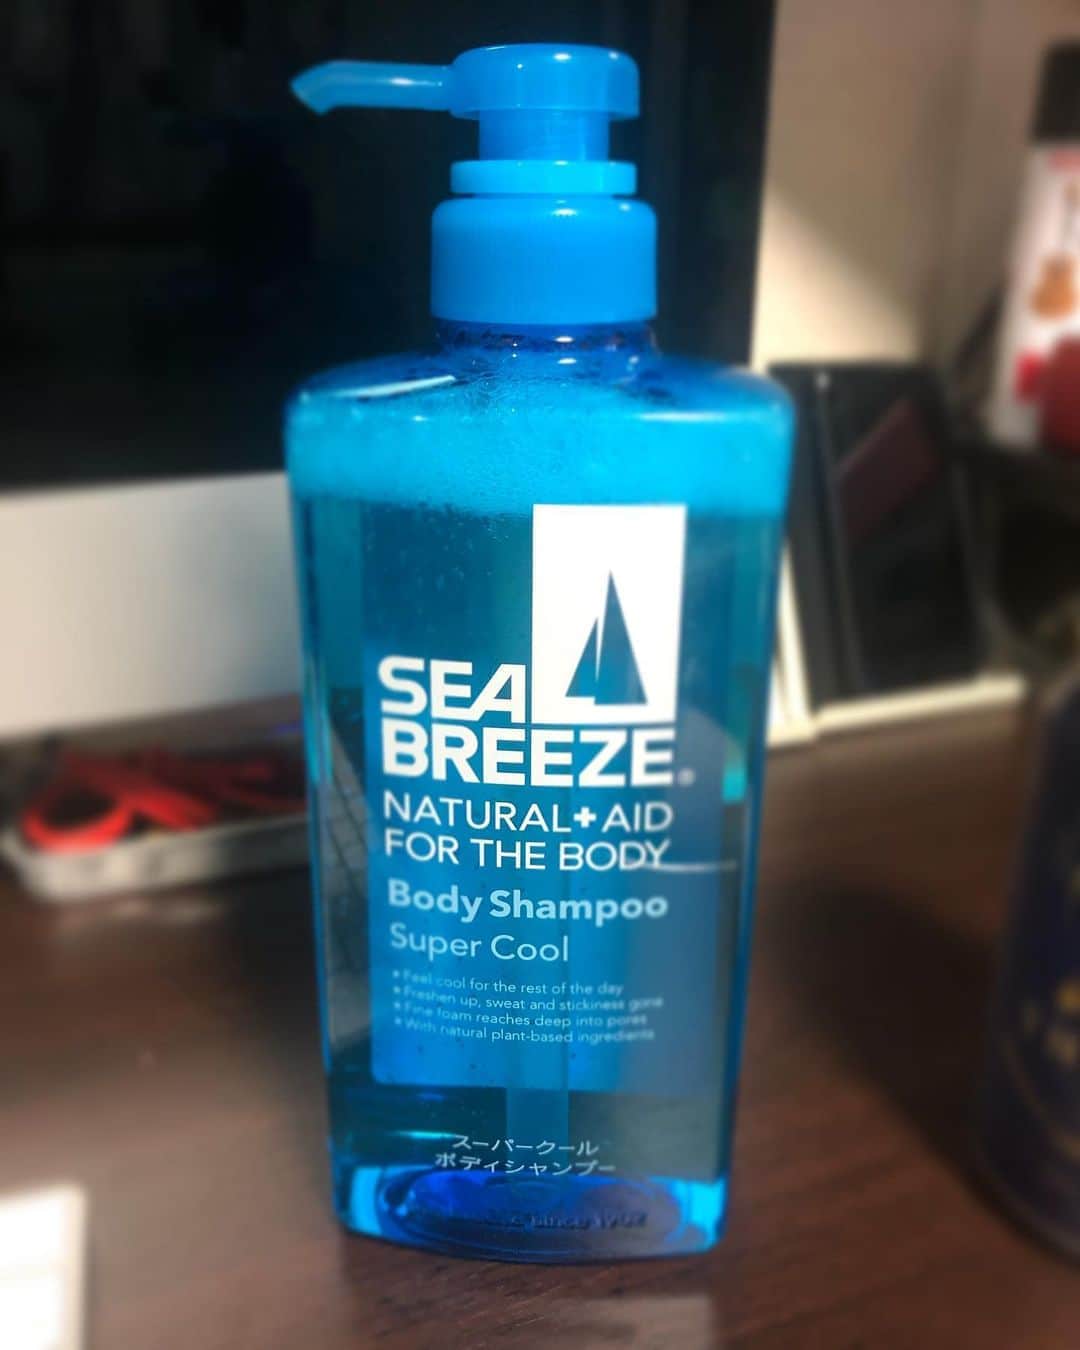 SEA
BREEZE®
NATURAL+AID
FOR THE BODY
Body Shampoo
Super Cool
*Feel cool for the rest of the day
*Freshen up, sweat and stickiness gone
*Fine foam reaches deep into pores
*With natural plant-based ingredients
スーパークール
ボディシャンプー
since 1902